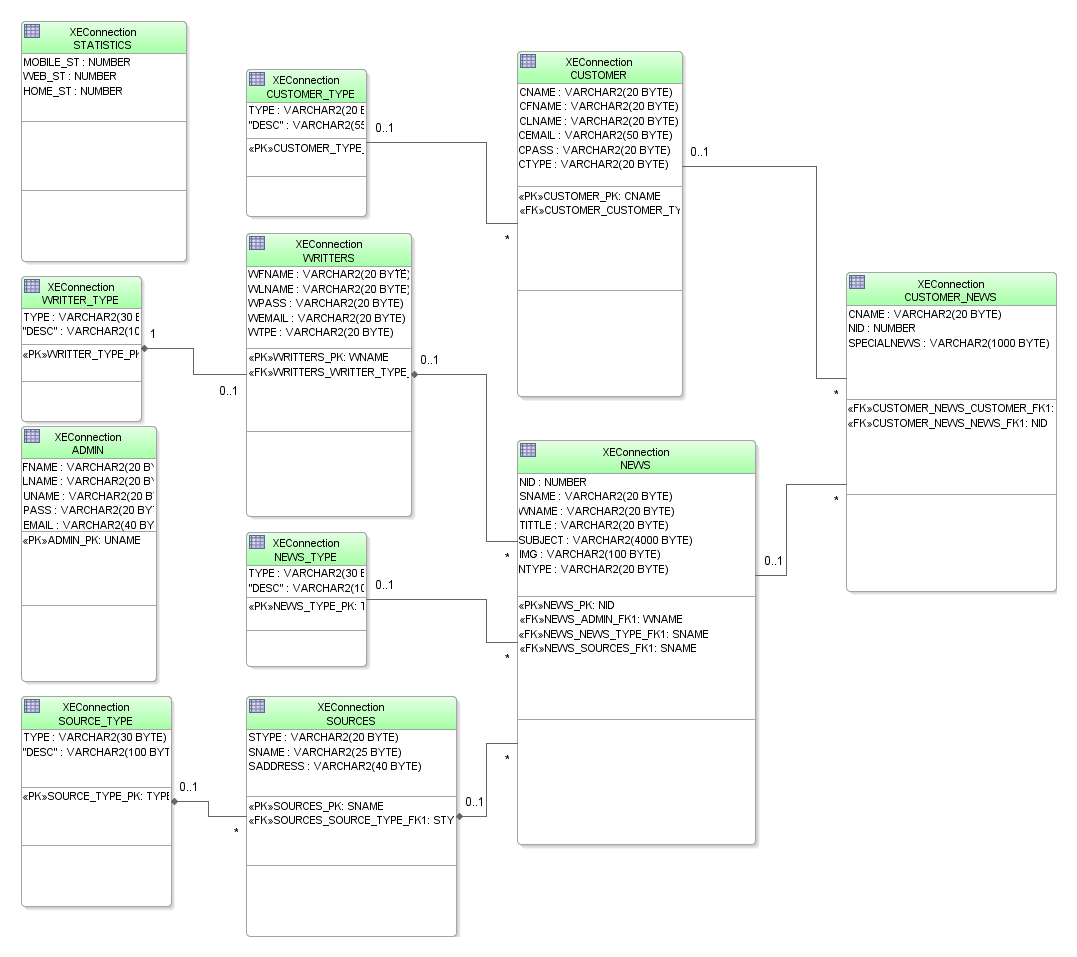 XEConnection
STATISTICS
MOBILE_ST : NUMBER
WEB_ST : NUMBER
HOME_ST : NUMBER
XEConnection
CUSTOMER_TYPE
TYPE : VARCHAR2(20 B
"DESC" : VARCHAR2(55
«PK»CUSTOMER_TYPE_
0..1
*
XEConnection
CUSTOMER
CNAME : VARCHAR2(20 BYTE)
CFNAME : VARCHAR2(20 BYTE)
CLNAME : VARCHAR2(20 BYTE)
CEMAIL : VARCHAR2(50 BYTE)
CPASS : VARCHAR2(20 BYTE)
CTYPE : VARCHAR2(20 BYTE)
«PK»CUSTOMER_PK: CNAME
«FK»CUSTOMER_CUSTOMER_TY
0..1
*
XEConnection
WRITTERS
WFNAME : VARCHAR2(20 BYTE)
WLNAME : VARCHAR2(20 BYTE)
WPASS : VARCHAR2(20 BYTE)
WEMAIL : VARCHAR2(20 BYTE)
WTPE : VARCHAR2(20 BYTE)
«PK»WRITTERS_PK: WNAME
«FK»WRITTERS_WRITTER_TYPE_
0..1
*
XEConnection
WRITTER_TYPE
TYPE : VARCHAR2(30 B
"DESC" : VARCHAR2(10
«PK»WRITTER_TYPE_PK
1
0..1
XEConnection
CUSTOMER_NEWS
CNAME : VARCHAR2(20 BYTE)
NID : NUMBER
SPECIALNEWS : VARCHAR2(1000 BYTE)
«FK»CUSTOMER_NEWS_CUSTOMER_FK1:
«FK»CUSTOMER_NEWS_NEWS_FK1: NID
XEConnection
ADMIN
FNAME : VARCHAR2(20 BY
LNAME : VARCHAR2(20 BY
UNAME : VARCHAR2(20 B
PASS : VARCHAR2(20 BY
EMAIL : VARCHAR2(40 BY
«PK»ADMIN_PK: UNAME
XEConnection
NEWS
NID : NUMBER
SNAME : VARCHAR2(20 BYTE)
WNAME : VARCHAR2(20 BYTE)
TITTLE : VARCHAR2(20 BYTE)
SUBJECT : VARCHAR2(4000 BYTE)
IMG : VARCHAR2(100 BYTE)
NTYPE : VARCHAR2(20 BYTE)
«PK»NEWS_PK: NID
«FK»NEWS_ADMIN_FK1: WNAME
«FK»NEWS_NEWS_TYPE_FK1: SNAME
«FK»NEWS_SOURCES_FK1: SNAME
0..1
*
XEConnection
NEWS_TYPE
TYPE : VARCHAR2(30 B
"DESC" : VARCHAR2(10
«PK»NEWS_TYPE_PK: T
0..1
*
XEConnection
SOURCE_TYPE
TYPE : VARCHAR2(30 BYTE)
"DESC" : VARCHAR2(100 BYT
«PK»SOURCE_TYPE_PK: TYPE
0..1
*
XEConnection
SOURCES
STYPE : VARCHAR2(20 BYTE)
SNAME : VARCHAR2(25 BYTE)
SADDRESS : VARCHAR2(40 BYTE)
«PK»SOURCES_PK: SNAME
«FK»SOURCES_SOURCE_TYPE_FK1: STY
0..1
*